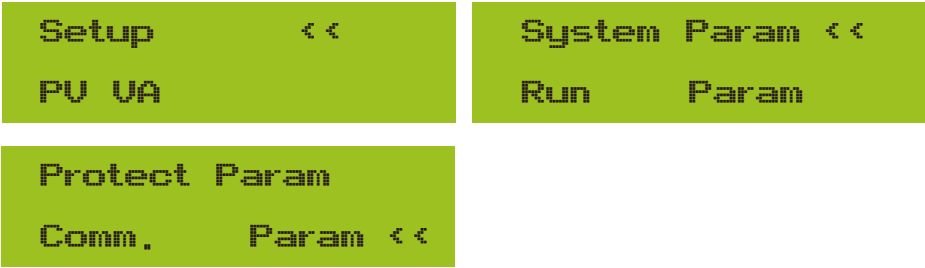 Setup <<
PV VA
System Param <<
Run Param
Protect Param
Comm. Param <<